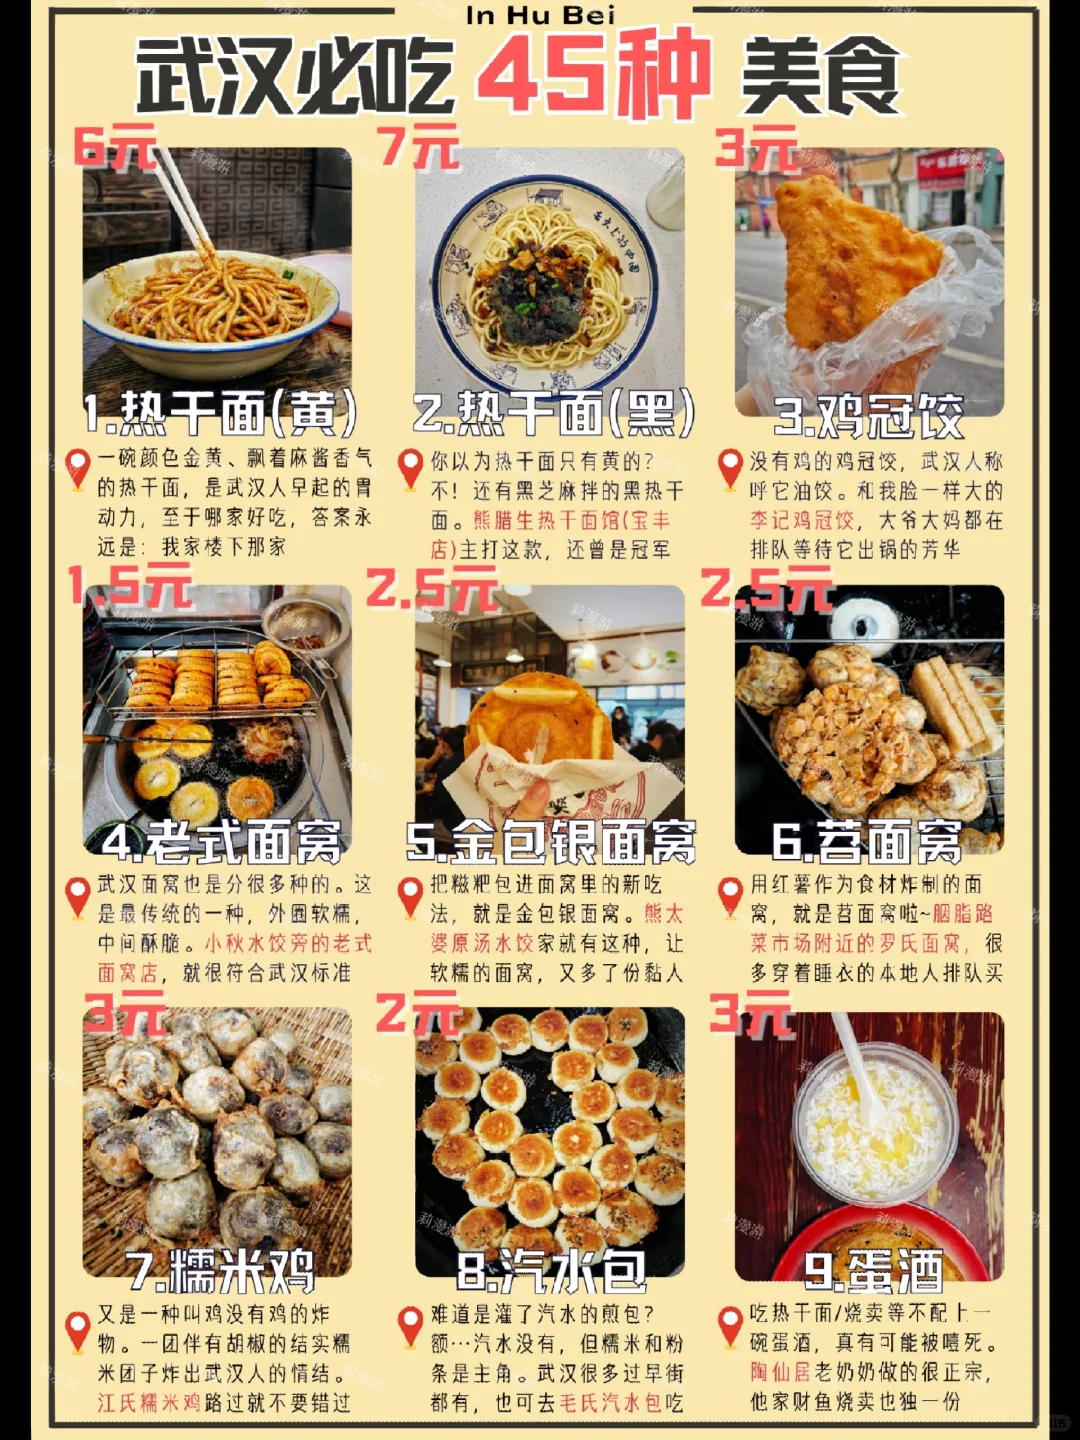 In Hu Bei
武汉必吃45种美食
6元
7元
3元
1.热干面(黄)
2.热干面(黑)
3.鸡冠饺
一碗颜色金黄、飘着麻酱香气
的热干面，是武汉人早起的胃
动力，至于哪家好吃，答案永
远是：我家楼下那家
你以为热干面只有黄的？
不！还有黑芝麻拌的黑热干
面。熊腊生热干面馆(宝丰
店)主打这款，还曾是冠军
没有鸡的鸡冠饺，武汉人称
呼它油饺。和我脸一样大的
李记鸡冠饺，大爷大妈都在
排队等待它出锅的芳华
1.5元
2.5元
2.5元
4.老式面窝
5.金包银面窝
6.苕面窝
武汉面窝也是分很多种的。这
是最传统的一种，外圈软糯，
中间酥脆。小秋水饺旁的老式
面窝店，就很符合武汉标准
把糍粑包进面窝里的新吃
法，就是金包银面窝。熊太
婆原汤水饺家就有这种，让
软糯的面窝，又多了份黏人
用红薯作为食材炸制的面
窝，就是苕面窝啦~胭脂路
菜市场附近的罗氏面窝，很
多穿着睡衣的本地人排队买
3元
2元
3元
7.糯米鸡
8.汽水包
9.蛋酒
又是一种叫鸡没有鸡的炸
物。一团伴有胡椒的结实糯
米团子炸出武汉人的情结。
江氏糯米鸡路过就不要错过
难道是灌了汽水的煎包？
额…汽水没有，但糯米和粉
条是主角。武汉很多过早街
都有，也可去毛氏汽水包吃
吃热干面/烧卖等不配上一
碗蛋酒，真有可能被噎死。
陶仙居老奶奶做的很正宗，
他家财鱼烧卖也独一份
莉漫游